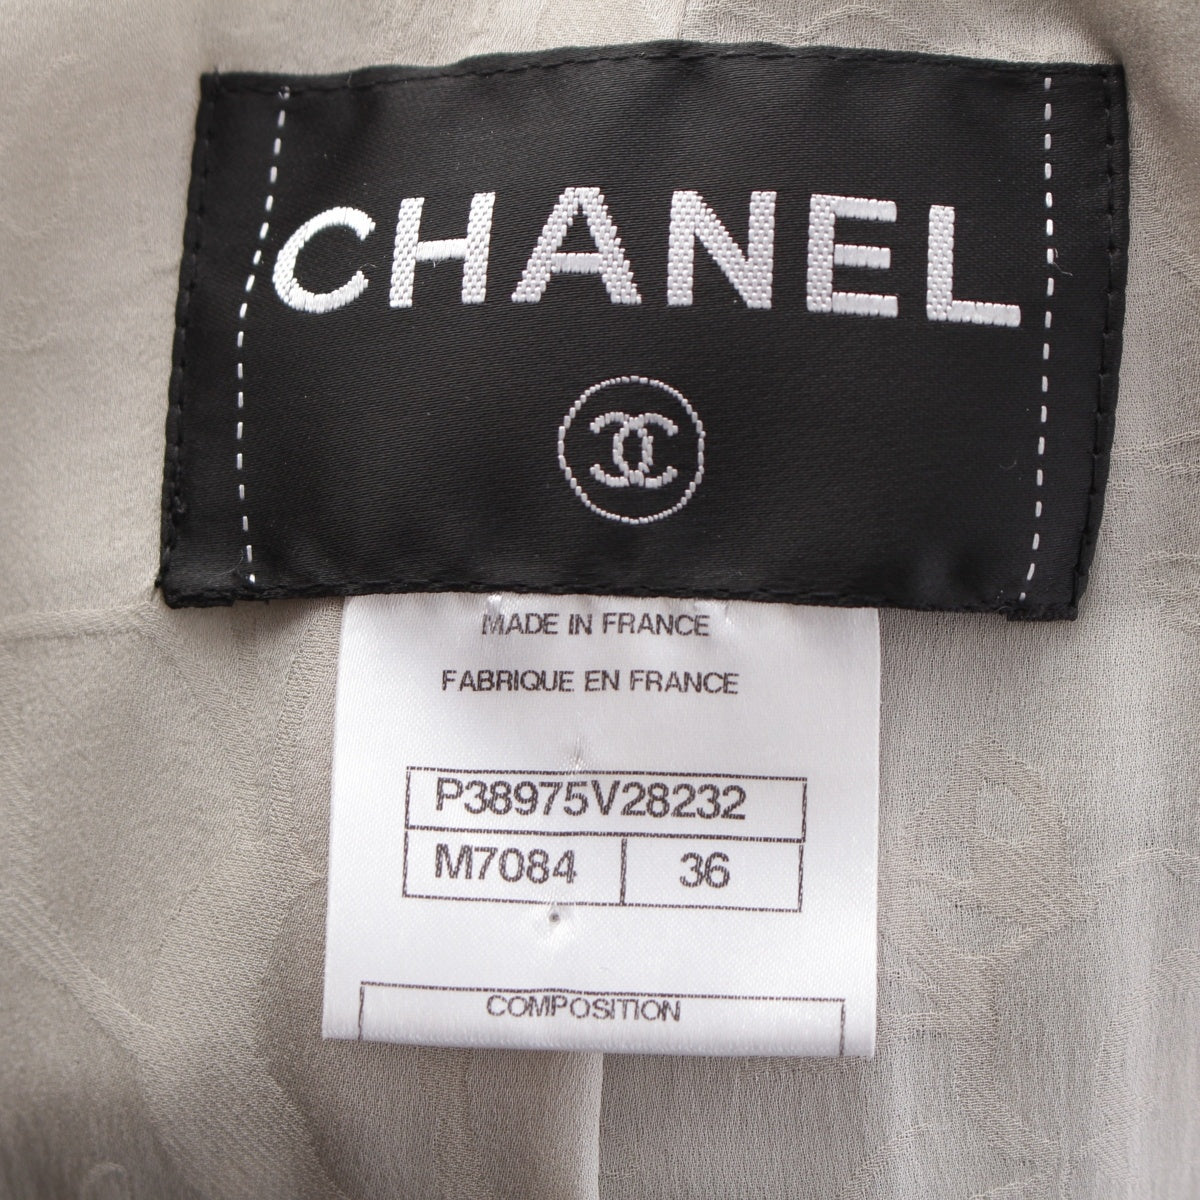 CHANEL
MADE IN FRANCE
FABRIQUE EN FRANCE
P38975V28232
M7084 36
COMPOSITION